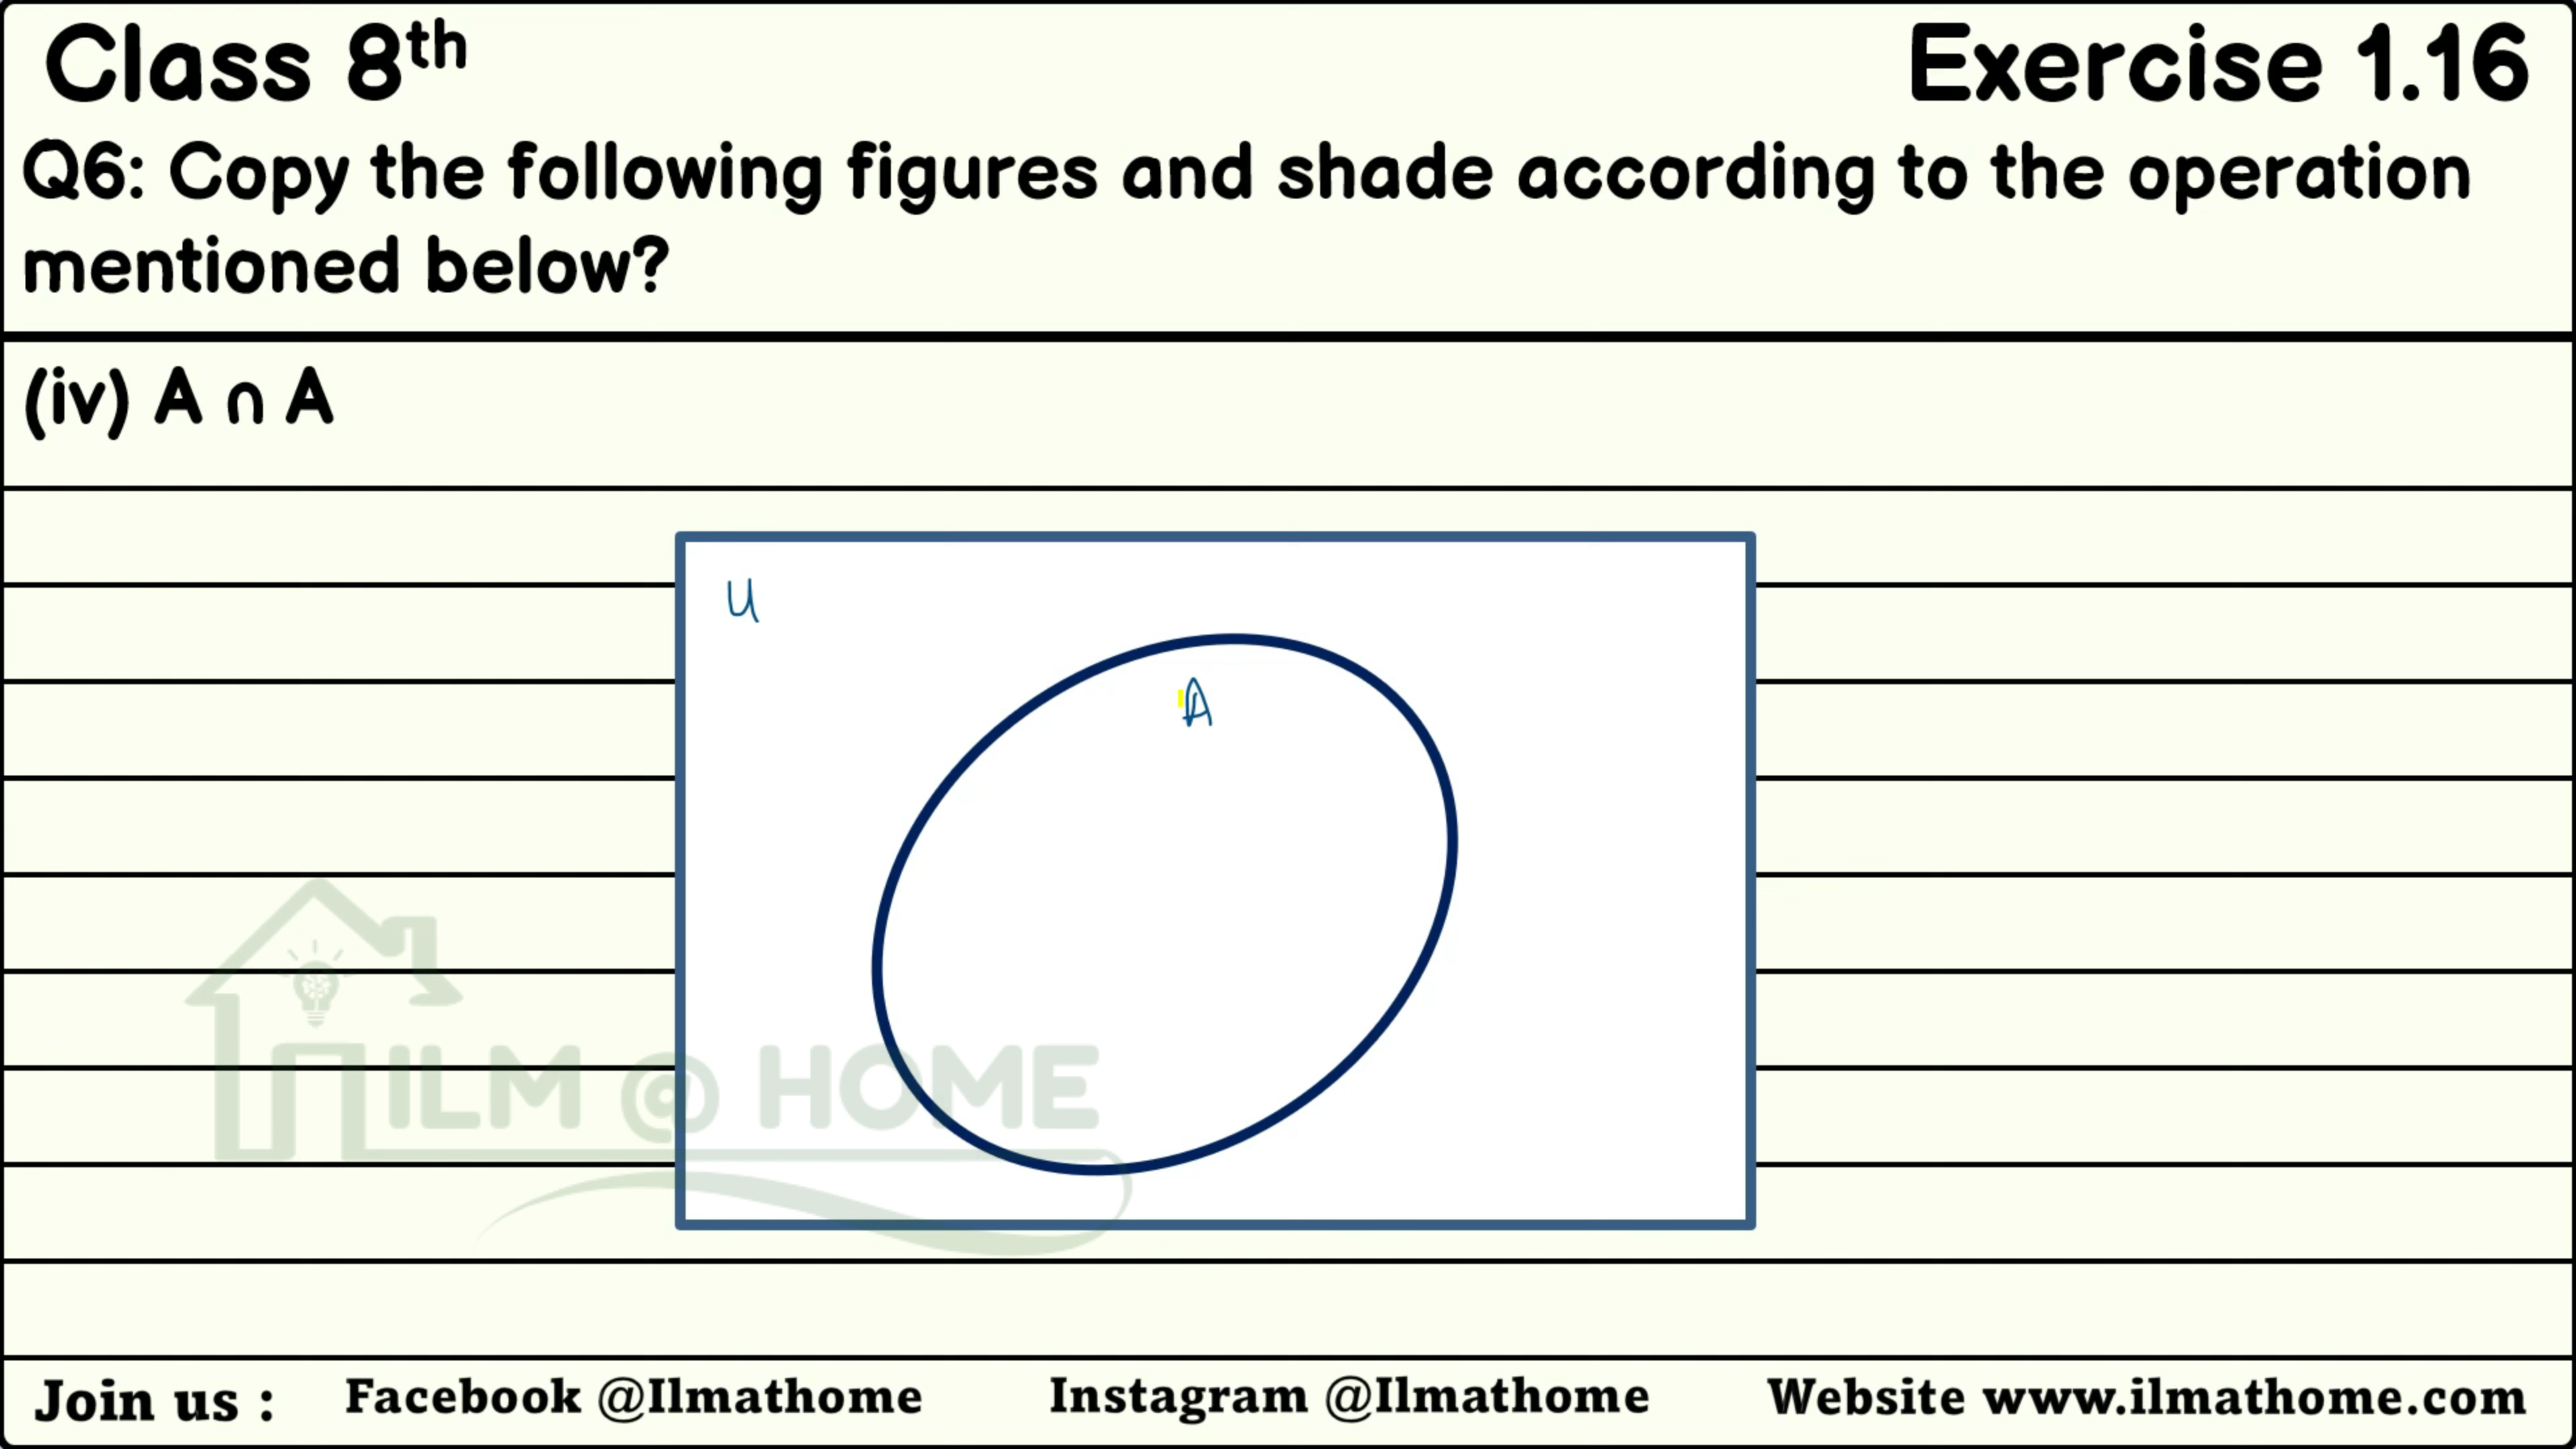 Class 8th
Exercise 1.16
Q6: Copy the following figures and shade according to the operation
mentioned below?
(iv) A ∩ A
U
A
ILM @ HOME
Join us : Facebook @Ilmathome Instagram @Ilmathome Website www.ilmathome.com